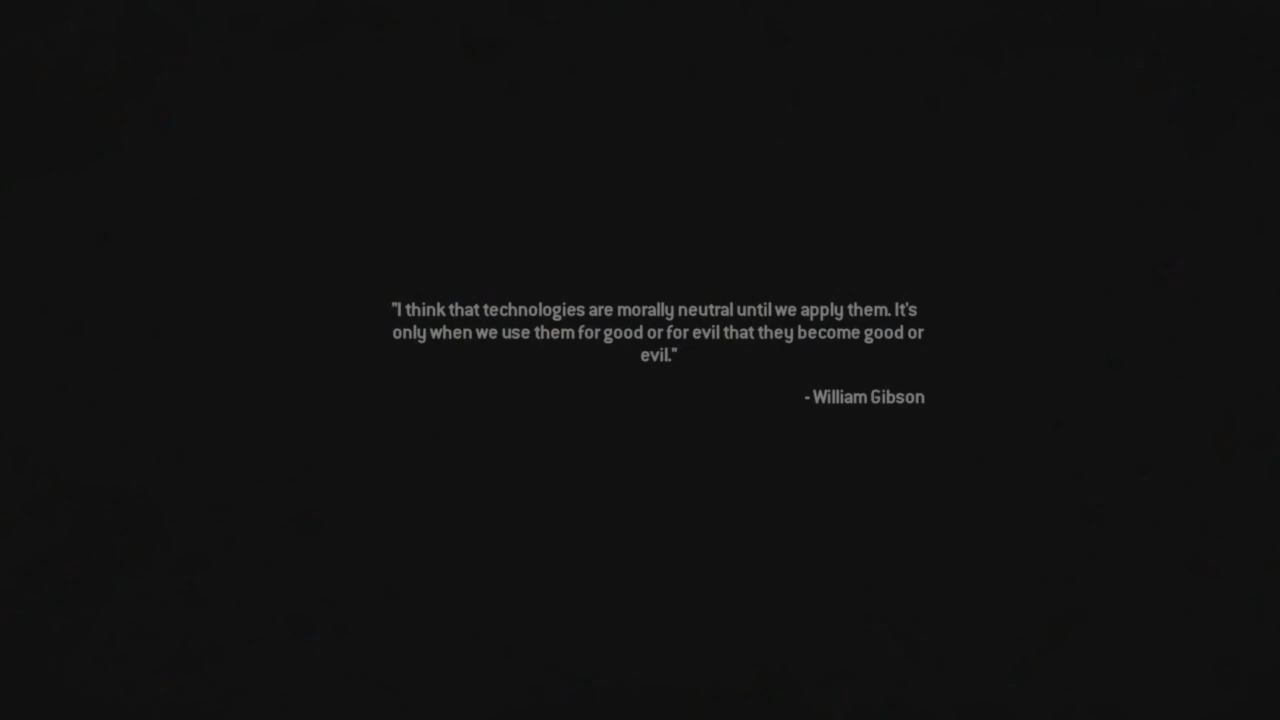 "I think that technologies are morally neutral until we apply them. It's
only when we use them for good or for evil that they become good or
evil."
- William Gibson